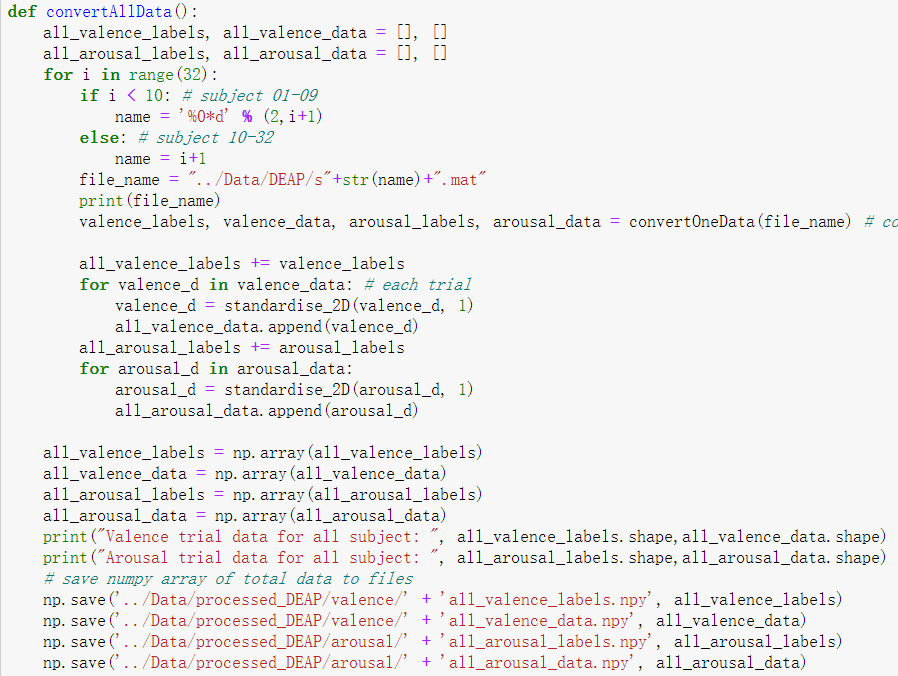 def convertAllData():
    all_valence_labels, all_valence_data = [], []
    all_arousal_labels, all_arousal_data = [], []
    for i in range(32):
        if i < 10: # subject 01-09
            name = '%0*d' % (2,i+1)
        else: # subject 10-32
            name = i+1
        file_name = "../Data/DEAP/s"+str(name)+".mat"
        print(file_name)
        valence_labels, valence_data, arousal_labels, arousal_data = convertOneData(file_name) # co

        all_valence_labels += valence_labels
        for valence_d in valence_data: # each trial
            valence_d = standardise_2D(valence_d, 1)
            all_valence_data.append(valence_d)
        all_arousal_labels += arousal_labels
        for arousal_d in arousal_data:
            arousal_d = standardise_2D(arousal_d, 1)
            all_arousal_data.append(arousal_d)

    all_valence_labels = np.array(all_valence_labels)
    all_valence_data = np.array(all_valence_data)
    all_arousal_labels = np.array(all_arousal_labels)
    all_arousal_data = np.array(all_arousal_data)
    print("Valence trial data for all subject: ", all_valence_labels.shape,all_valence_data.shape)
    print("Arousal trial data for all subject: ", all_arousal_labels.shape,all_arousal_data.shape)
    # save numpy array of total data to files
    np.save('../Data/processed_DEAP/valence/' + 'all_valence_labels.npy', all_valence_labels)
    np.save('../Data/processed_DEAP/valence/' + 'all_valence_data.npy', all_valence_data)
    np.save('../Data/processed_DEAP/arousal/' + 'all_arousal_labels.npy', all_arousal_labels)
    np.save('../Data/processed_DEAP/arousal/' + 'all_arousal_data.npy', all_arousal_data)